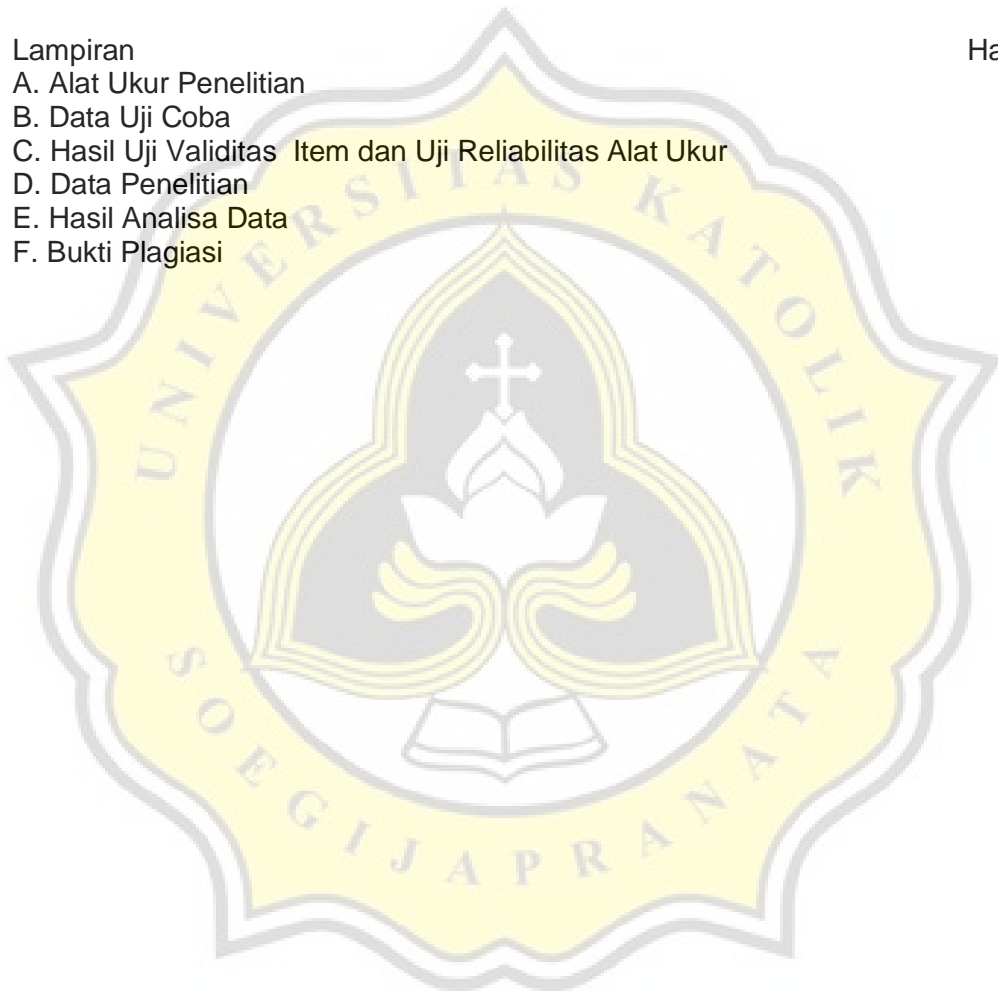 Lampiran Ha
A. Alat Ukur Penelitian
B. Data Uji Coba
C. Hasil Uji Validitas  Item dan Uji Reliabilitas Alat Ukur
D. Data Penelitian
E. Hasil Analisa Data
F. Bukti Plagiasi
UNIVERSITAS KATOLIK
SOEGIJAPRANATA